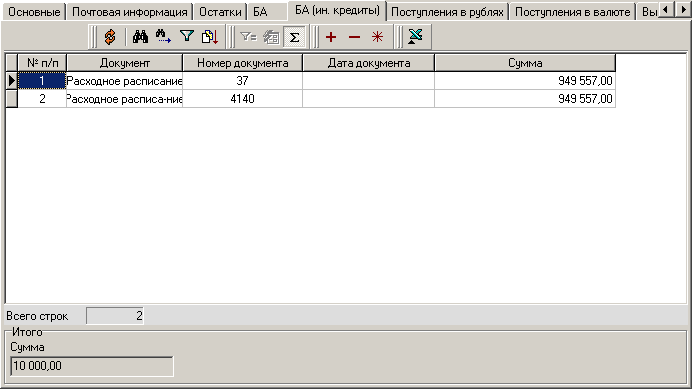 Основные Почтовая информация Остатки БА БА (ин. кредиты) Поступления в рублях Поступления в валюте Вы
№ п/п Документ Номер документа Дата документа Сумма
1 Расходное расписание 37 949 557,00
2 Расходное расписа-ние 4140 949 557,00
Всего строк 2
Итого
Сумма
10 000,00